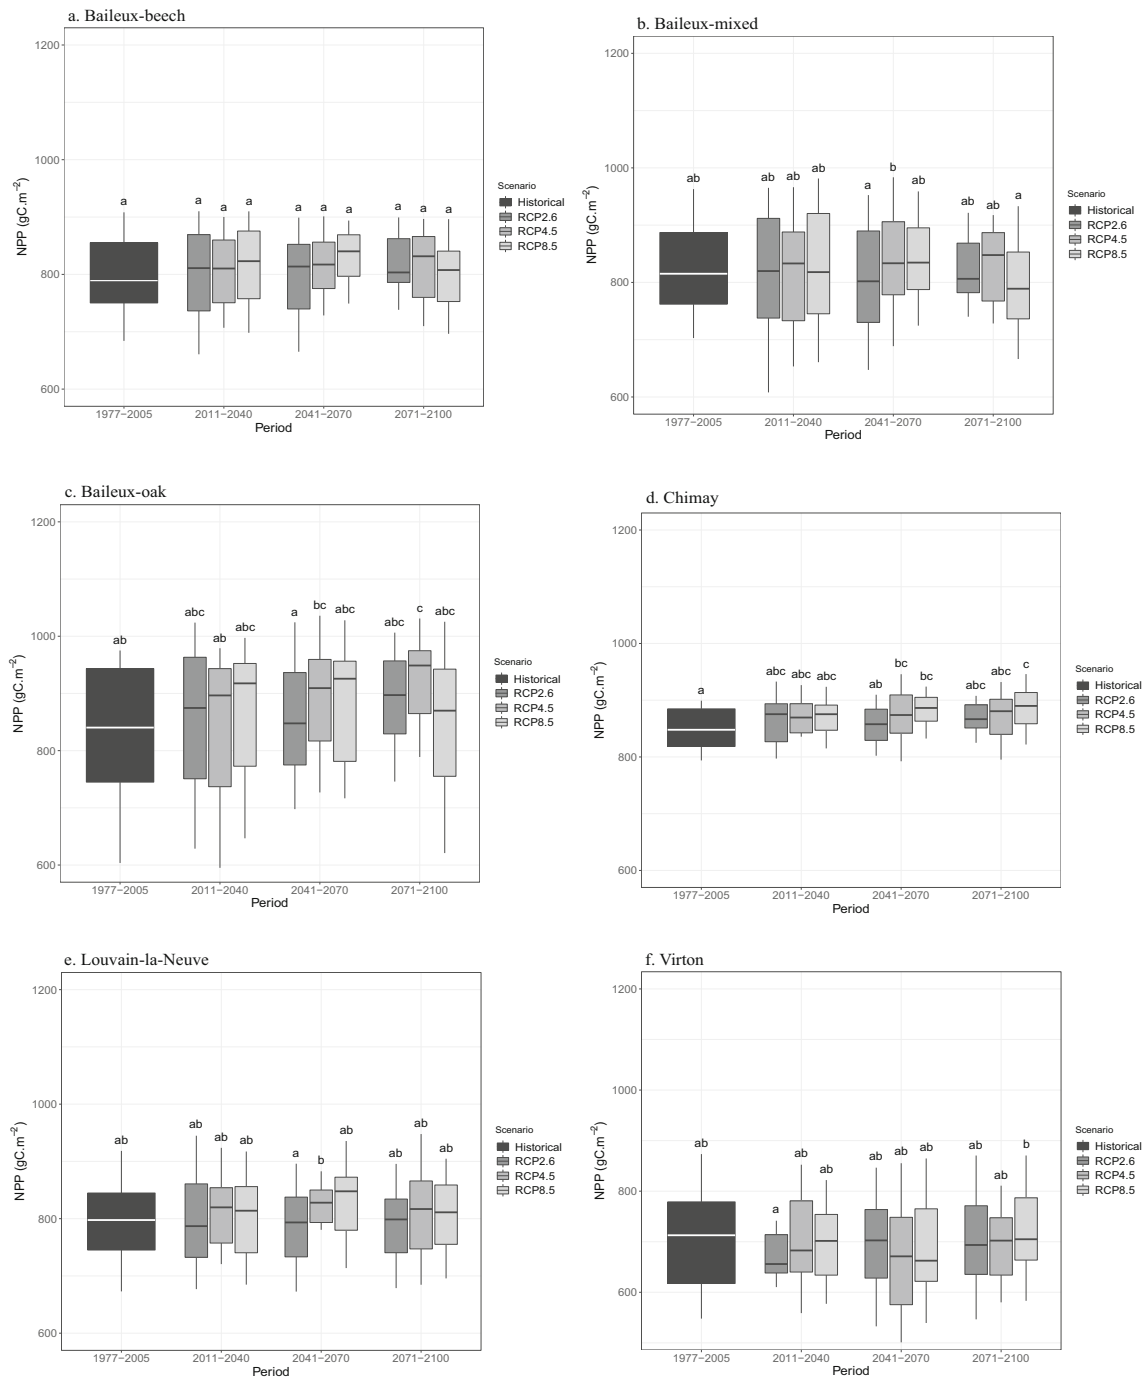 a. Baileux-beech
1200
1000
800
600
NPP (gC.m⁻²)
a
a a a
a a a
a a a
1977−2005 2011−2040 2041−2070 2071−2100
Period
Scenario
Historical
RCP2.6
RCP4.5
RCP8.5
b. Baileux-mixed
1200
1000
800
600
NPP (gC.m⁻²)
ab
ab ab ab
a b ab
ab ab a
1977−2005 2011−2040 2041−2070 2071−2100
Period
Scenario
Historical
RCP2.6
RCP4.5
RCP8.5
c. Baileux-oak
1200
1000
800
600
NPP (gC.m⁻²)
ab
abc ab abc
a bc abc
abc c abc
1977−2005 2011−2040 2041−2070 2071−2100
Period
Scenario
Historical
RCP2.6
RCP4.5
RCP8.5
d. Chimay
1200
1000
800
600
NPP (gC.m⁻²)
a
abc abc abc
ab bc bc
abc abc c
1977−2005 2011−2040 2041−2070 2071−2100
Period
Scenario
Historical
RCP2.6
RCP4.5
RCP8.5
e. Louvain-la-Neuve
1200
1000
800
600
NPP (gC.m⁻²)
ab
ab ab ab
a b ab
ab ab ab
1977−2005 2011−2040 2041−2070 2071−2100
Period
Scenario
Historical
RCP2.6
RCP4.5
RCP8.5
f. Virton
1200
1000
800
600
NPP (gC.m⁻²)
ab
a ab ab
ab ab ab
ab ab b
1977−2005 2011−2040 2041−2070 2071−2100
Period
Scenario
Historical
RCP2.6
RCP4.5
RCP8.5